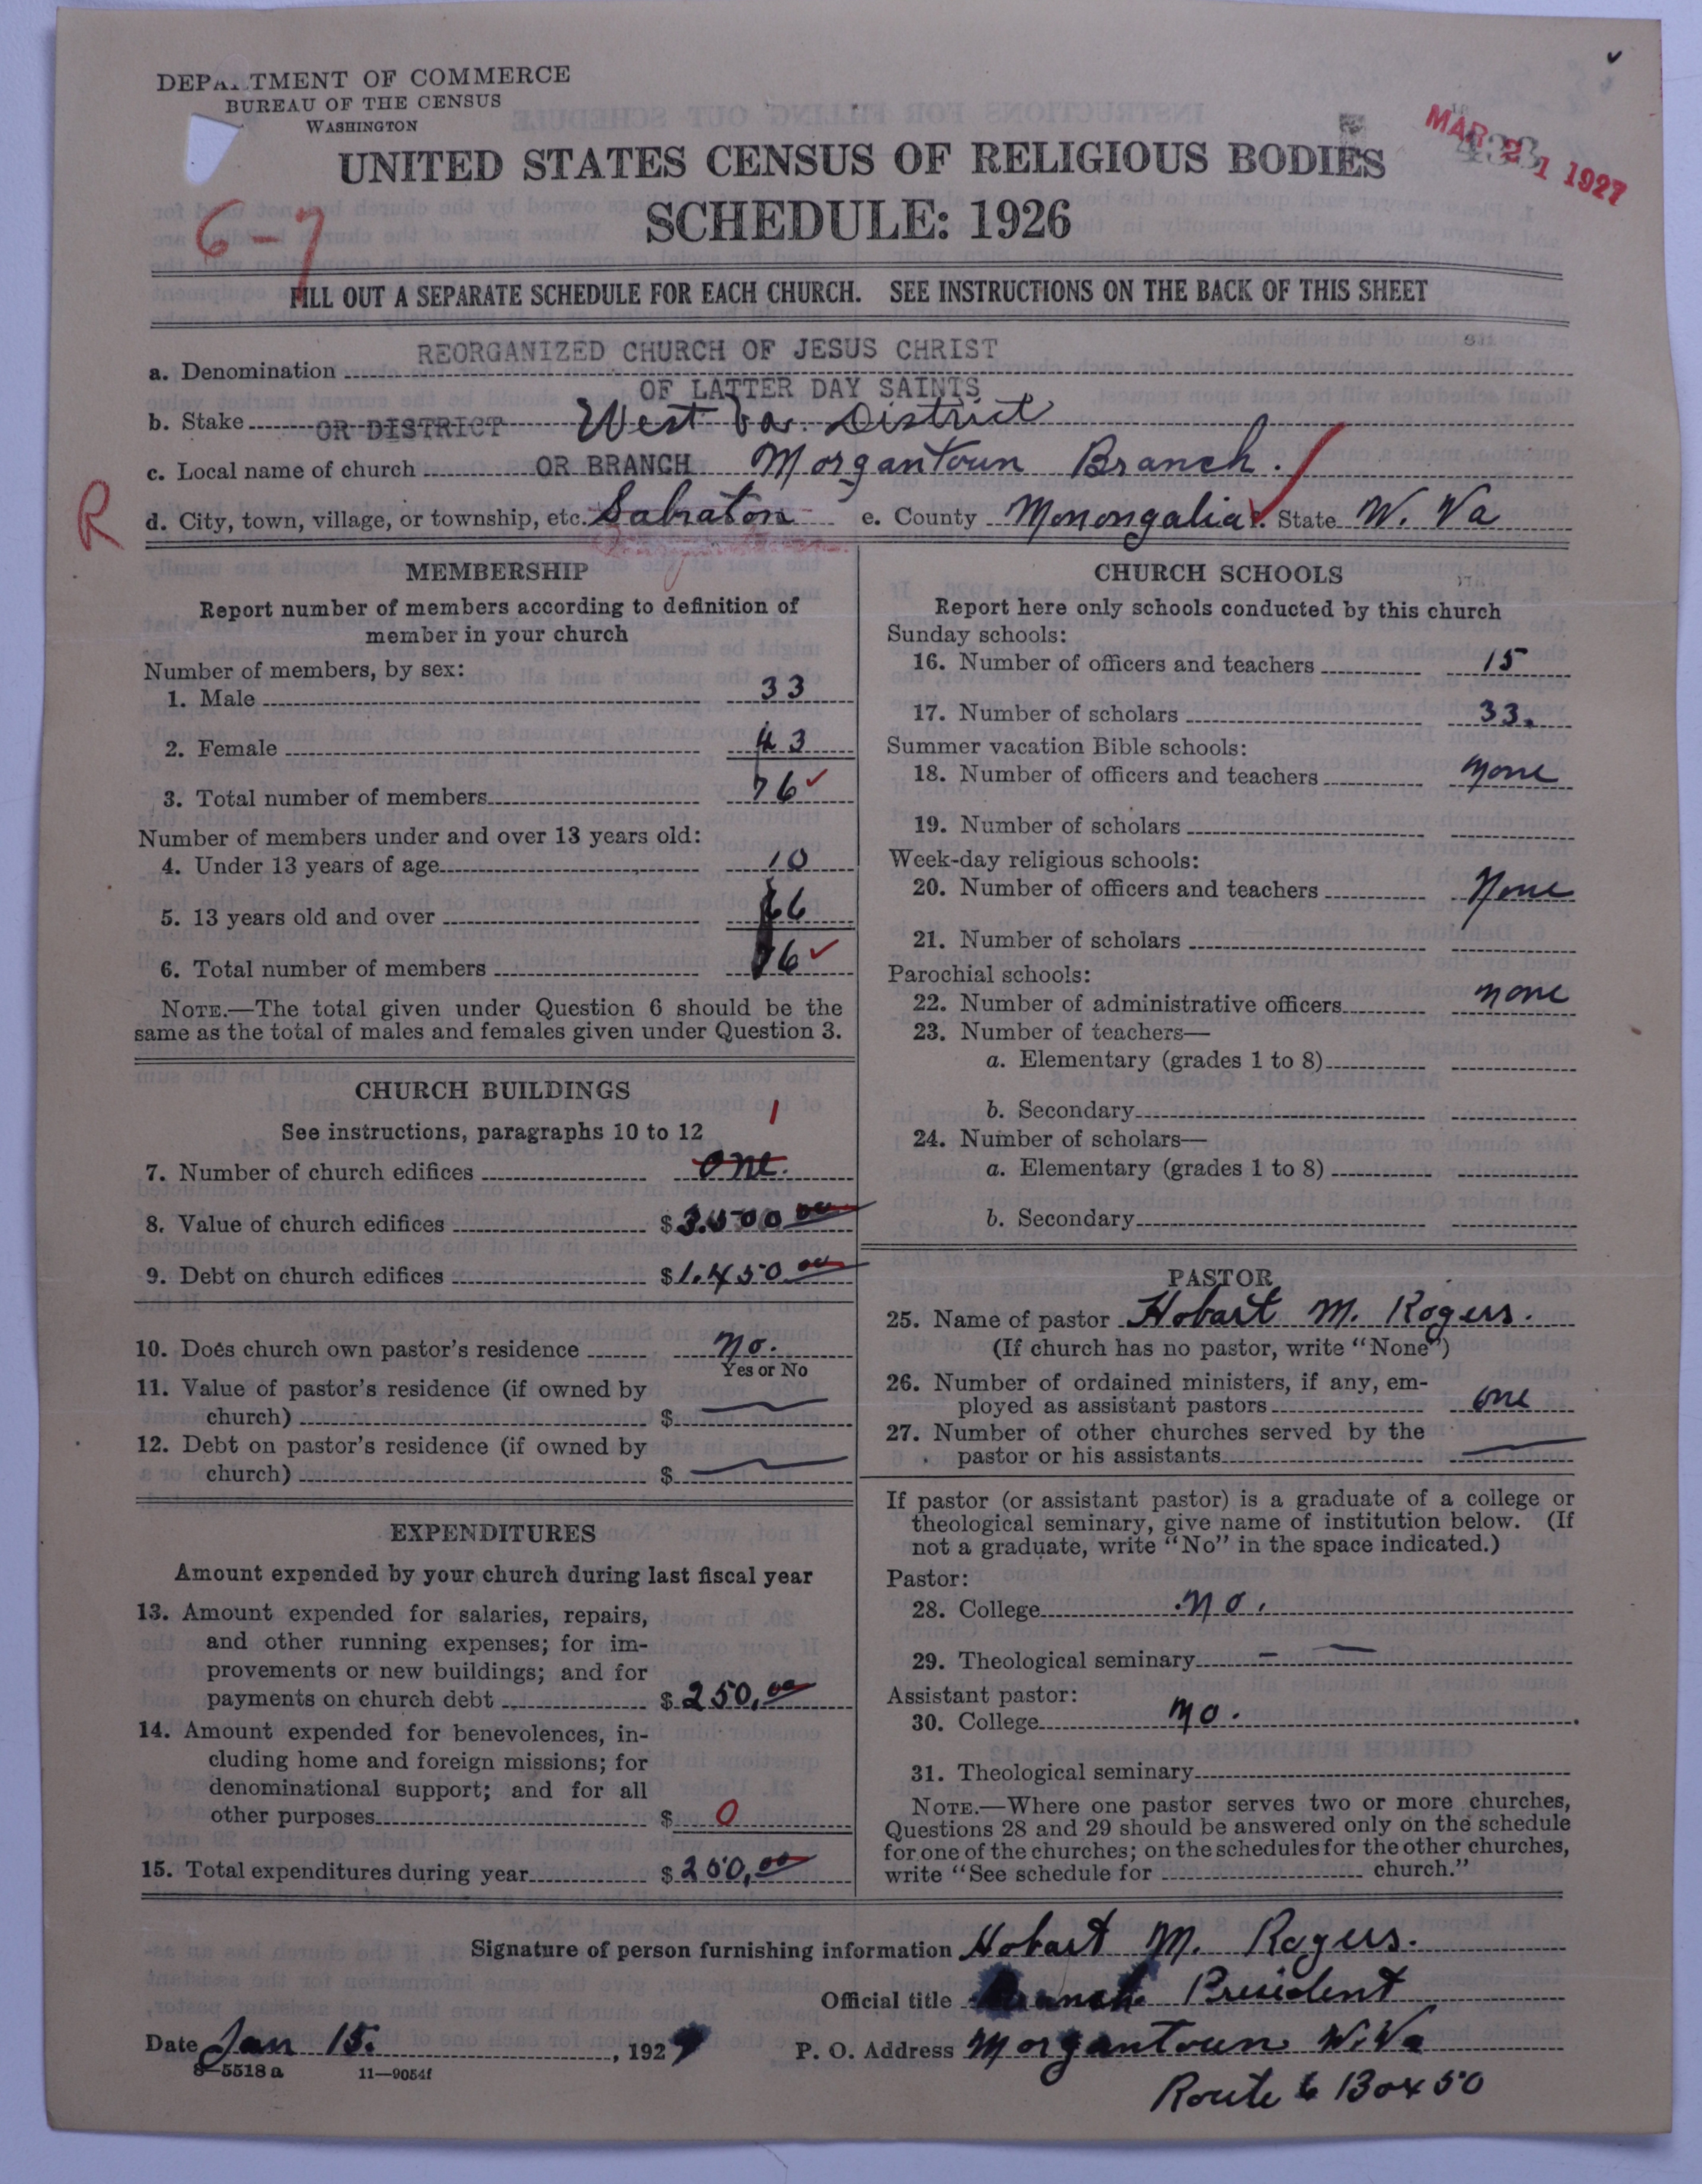 DEPARTMENT OF COMMERCE
BUREAU OF THE CENSUS
WASHINGTON
MAR 21 1927
UNITED STATES CENSUS OF RELIGIOUS BODIES
SCHEDULE: 1926
6-7
FILL OUT A SEPARATE SCHEDULE FOR EACH CHURCH. SEE INSTRUCTIONS ON THE BACK OF THIS SHEET
a. Denomination REORGANIZED CHURCH OF JESUS CHRIST
OF LATTER DAY SAINTS
b. Stake OR DISTRICT West Va. District
c. Local name of church OR BRANCH Morgantown Branch.
R
d. City, town, village, or township, etc. Sabraton e. County Monongalia. State W. Va
MEMBERSHIP
Report number of members according to definition of
member in your church
Number of members, by sex:
1. Male 33
2. Female 43
3. Total number of members 76 ✓
Number of members under and over 13 years old:
4. Under 13 years of age 10
5. 13 years old and over 66
6. Total number of members 76 ✓
NOTE.—The total given under Question 6 should be the
same as the total of males and females given under Question 3.
CHURCH BUILDINGS
See instructions, paragraphs 10 to 12
1
7. Number of church edifices one.
8. Value of church edifices $3.500 00
9. Debt on church edifices $1.450 00
10. Does church own pastor's residence no.
Yes or No
11. Value of pastor's residence (if owned by
church) $
12. Debt on pastor's residence (if owned by
church) $
EXPENDITURES
Amount expended by your church during last fiscal year
13. Amount expended for salaries, repairs,
and other running expenses; for im-
provements or new buildings; and for
payments on church debt $250.00
14. Amount expended for benevolences, in-
cluding home and foreign missions; for
denominational support; and for all
other purposes $ 0
15. Total expenditures during year $250.00
CHURCH SCHOOLS
Report here only schools conducted by this church
Sunday schools:
16. Number of officers and teachers 15
17. Number of scholars 33.
Summer vacation Bible schools:
18. Number of officers and teachers none
19. Number of scholars
Week-day religious schools:
20. Number of officers and teachers None
21. Number of scholars
Parochial schools:
22. Number of administrative officers none
23. Number of teachers—
a. Elementary (grades 1 to 8)
b. Secondary
24. Number of scholars—
a. Elementary (grades 1 to 8)
b. Secondary
PASTOR
25. Name of pastor Hobart M. Rogers.
(If church has no pastor, write "None")
26. Number of ordained ministers, if any, em-
ployed as assistant pastors one
27. Number of other churches served by the
pastor or his assistants
If pastor (or assistant pastor) is a graduate of a college or
theological seminary, give name of institution below. (If
not a graduate, write "No" in the space indicated.)
Pastor:
28. College no.
29. Theological seminary — —
Assistant pastor:
30. College no.
31. Theological seminary
NOTE.—Where one pastor serves two or more churches,
Questions 28 and 29 should be answered only on the schedule
for one of the churches; on the schedules for the other churches,
write "See schedule for church."
Signature of person furnishing information Hobart M. Rogers.
Official title Branch President
Date Jan 15. , 1927 P. O. Address Morgantown W. Va
8—5518 a 11—9054f
Route 6 Box 50